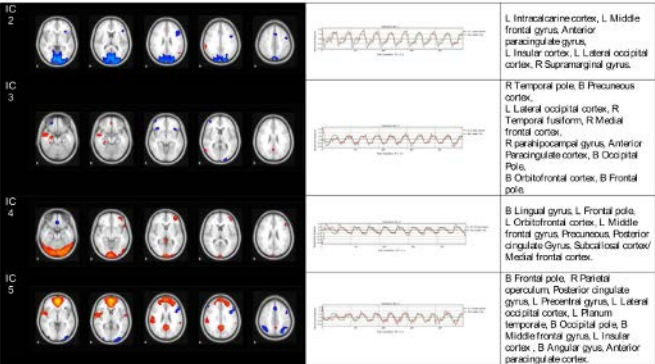 IC
2
L Intracalcarine cortex, L Middle
frontal gyrus, Anterior
paracingulate gyrus,
L Insular cortex, L Lateral occipital
cortex, R Supramarginal gyrus.
IC
3
R Temporal pole, B Precuneous
cortex,
L Lateral occipital cortex, R
Temporal fusiform, R Medial
frontal cortex,
R parahipocampal gyrus, Anterior
Paracingulate cortex, B Occipital
Pole,
B Orbitofrontal cortex, B Frontal
pole.
IC
4
B Lingual gyrus, L Frontal pole,
L Orbitofrontal cortex, L Middle
frontal gyrus, Precuneous, Posterior
cingulate Gyrus, Subcallosal cortex/
Medial frontal cortex.
IC
5
B Frontal pole, R Parietal
operculum, Posterior cingulate
gyrus, L Precentral gyrus, L Lateral
occipital cortex, L Planum
temporale, B Occipital pole, B
Middle frontal gyrus, L Insular
cortex, B Angular gyus, Anterior
paracingulate cortex.